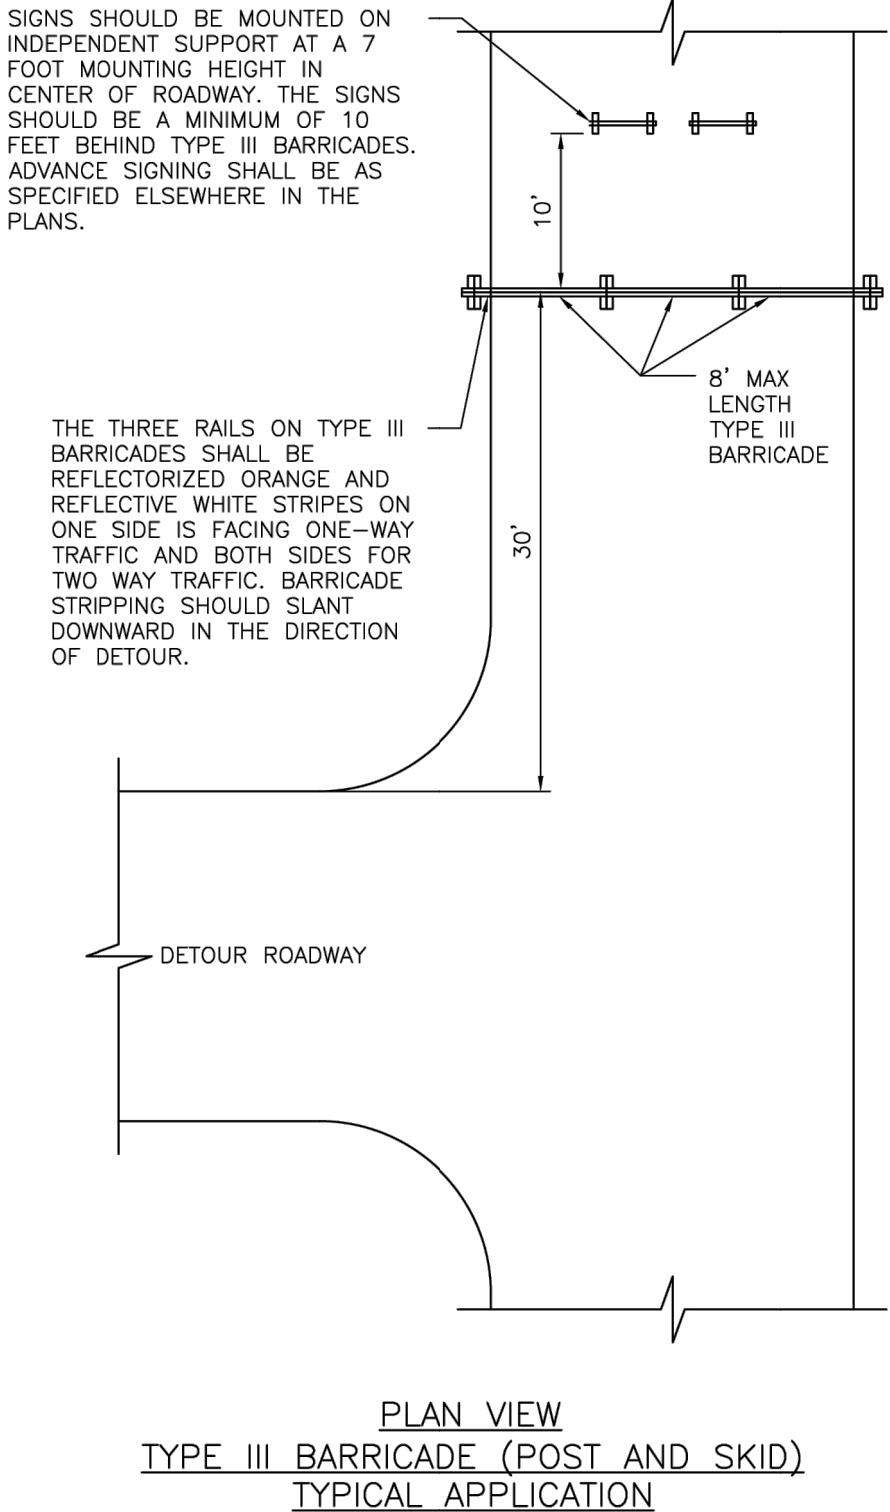 SIGNS SHOULD BE MOUNTED ON
INDEPENDENT SUPPORT AT A 7
FOOT MOUNTING HEIGHT IN
CENTER OF ROADWAY. THE SIGNS
SHOULD BE A MINIMUM OF 10
FEET BEHIND TYPE III BARRICADES.
ADVANCE SIGNING SHALL BE AS
SPECIFIED ELSEWHERE IN THE
PLANS.
10'
8' MAX
LENGTH
TYPE III
BARRICADE
THE THREE RAILS ON TYPE III
BARRICADES SHALL BE
REFLECTORIZED ORANGE AND
REFLECTIVE WHITE STRIPES ON
ONE SIDE IS FACING ONE-WAY
TRAFFIC AND BOTH SIDES FOR
TWO WAY TRAFFIC. BARRICADE
STRIPPING SHOULD SLANT
DOWNWARD IN THE DIRECTION
OF DETOUR.
30'
DETOUR ROADWAY
PLAN VIEW
TYPE III BARRICADE (POST AND SKID)
TYPICAL APPLICATION